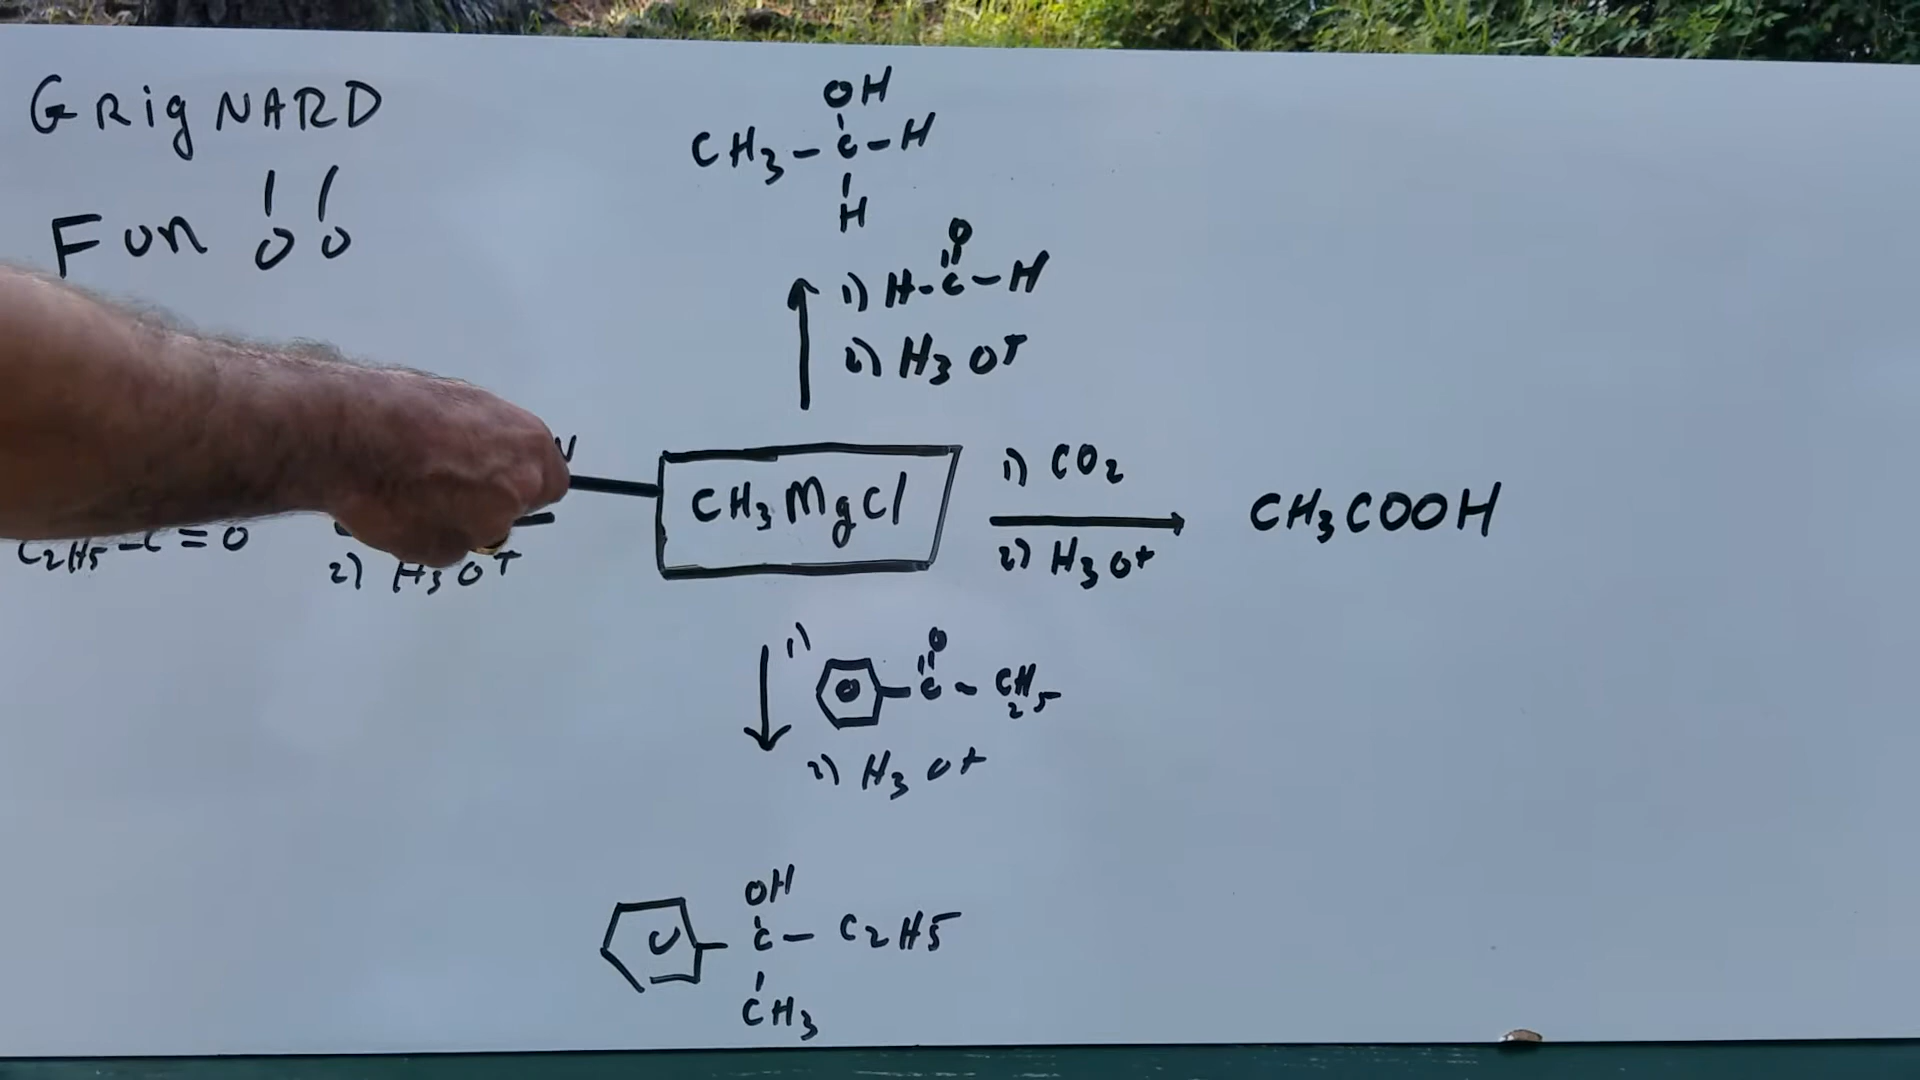 GRigNARD
Fun
OH
CH3-C-H
H
O
1) H-C-H
2) H3O+
CH3MgCl
1) CO2
2) H3O+
CH3COOH
C2H5-C=O
2) H3O+
1)
O
C-C2H5
2) H3O+
OH
C-C2H5
CH3